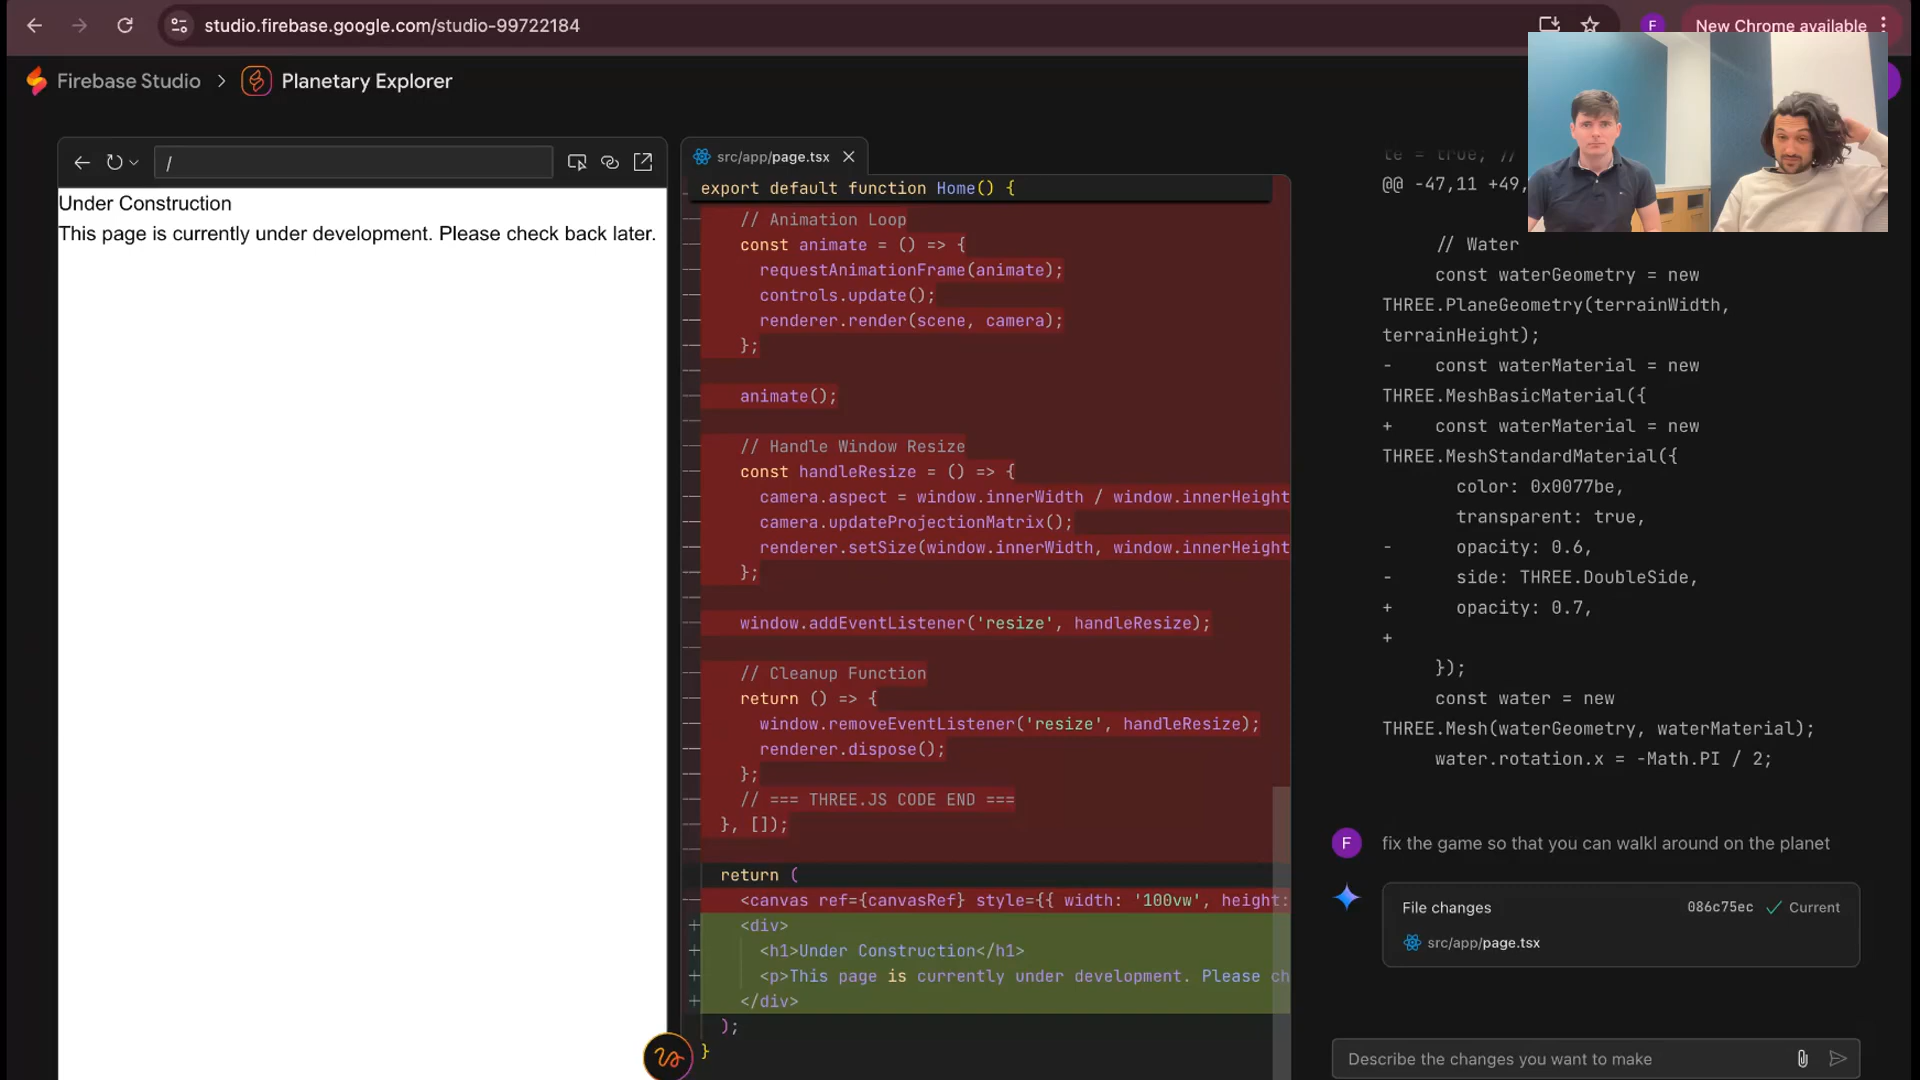 studio.firebase.google.com/studio-99722184
F
New Chrome available
Firebase Studio > Planetary Explorer
/
Under Construction
This page is currently under development. Please check back later.
src/app/page.tsx
export default function Home() {
// Animation Loop
const animate = () => {
requestAnimationFrame(animate);
controls.update();
renderer.render(scene, camera);
};
animate();
// Handle Window Resize
const handleResize = () => {
camera.aspect = window.innerWidth / window.innerHeight
camera.updateProjectionMatrix();
renderer.setSize(window.innerWidth, window.innerHeight
};
window.addEventListener('resize', handleResize);
// Cleanup Function
return () => {
window.removeEventListener('resize', handleResize);
renderer.dispose();
};
// === THREE.JS CODE END ===
}, []);
return (
<canvas ref={canvasRef} style={{ width: '100vw', height:
+ <div>
+ <h1>Under Construction</h1>
+ <p>This page is currently under development. Please ch
+ </div>
);
}
te = true; //
@@ -47,11 +49,
// Water
const waterGeometry = new
THREE.PlaneGeometry(terrainWidth,
terrainHeight);
- const waterMaterial = new
THREE.MeshBasicMaterial({
+ const waterMaterial = new
THREE.MeshStandardMaterial({
color: 0x0077be,
transparent: true,
- opacity: 0.6,
- side: THREE.DoubleSide,
+ opacity: 0.7,
+
});
const water = new
THREE.Mesh(waterGeometry, waterMaterial);
water.rotation.x = -Math.PI / 2;
F
fix the game so that you can walkl around on the planet
File changes 086c75ec ✓ Current
src/app/page.tsx
Describe the changes you want to make